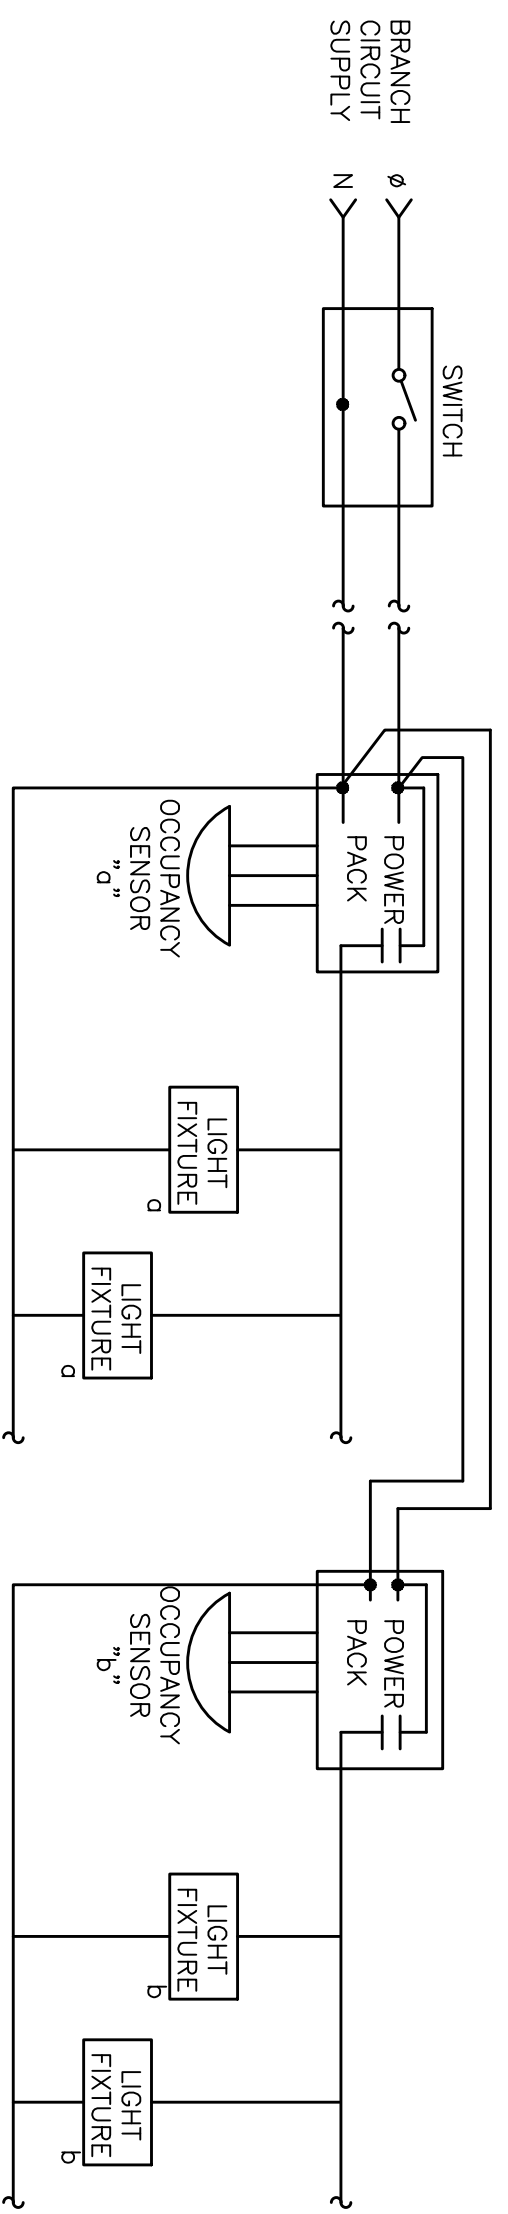 BRANCH
CIRCUIT
SUPPLY
ø
N
SWITCH
POWER
PACK
OCCUPANCY
SENSOR
"a"
LIGHT
FIXTURE
a
LIGHT
FIXTURE
a
POWER
PACK
OCCUPANCY
SENSOR
"b"
LIGHT
FIXTURE
b
LIGHT
FIXTURE
b